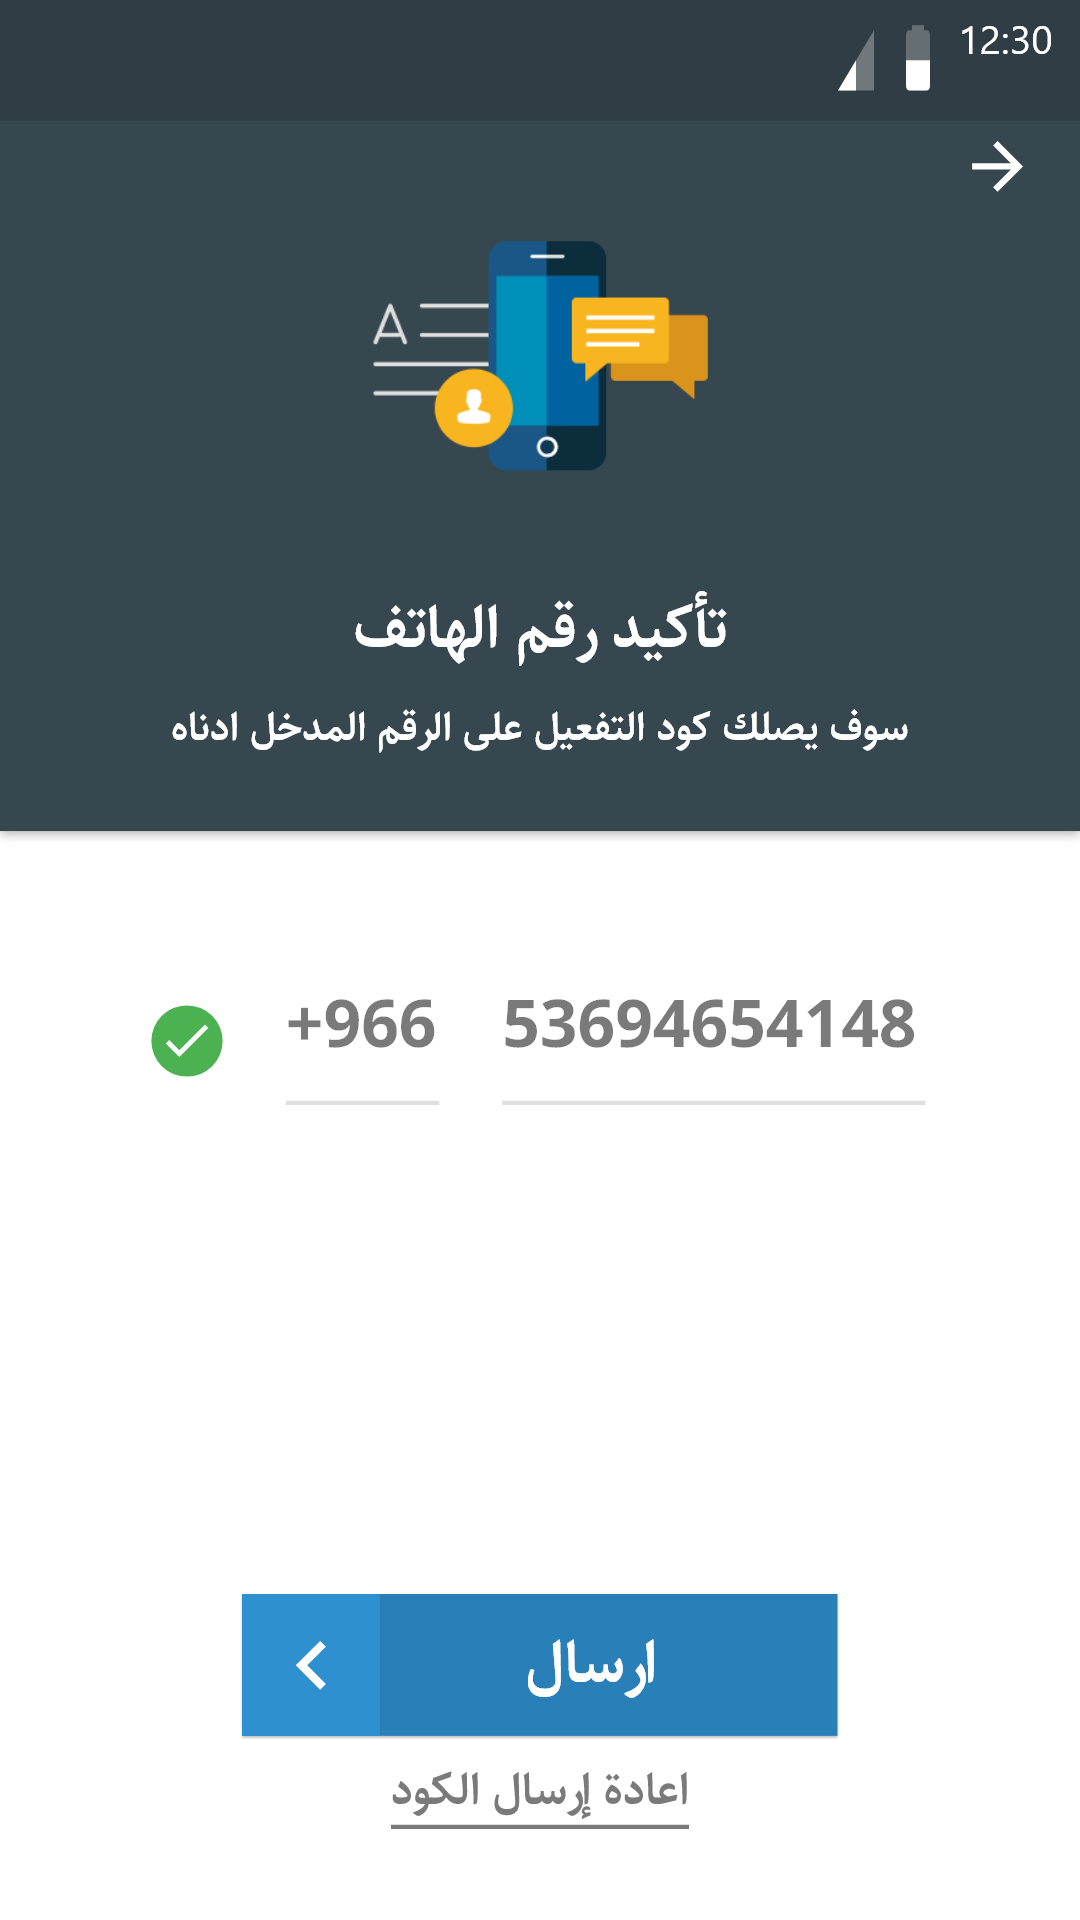 12:30
A
تأكيد رقم الهاتف
سوف يصلك كود التفعيل على الرقم المدخل ادناه
+966 53694654148
ارسال
اعادة إرسال الكود